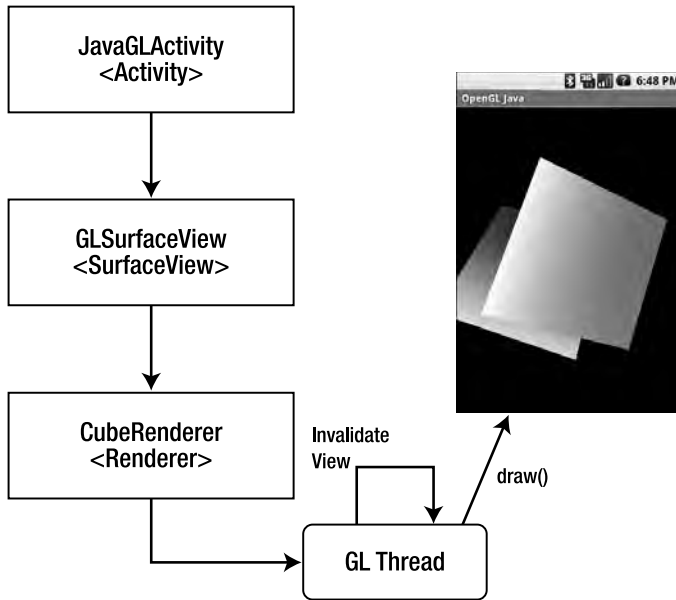 JavaGLActivity
<Activity>
6:48 PM
OpenGL Java
GLSurfaceView
<SurfaceView>
CubeRenderer
<Renderer>
Invalidate
View
draw()
GL Thread